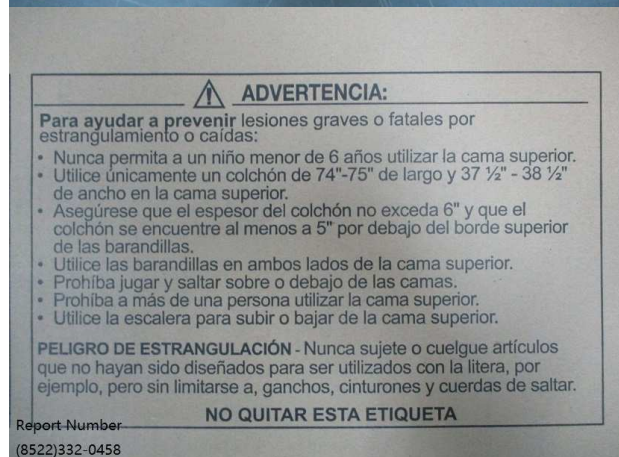 ADVERTENCIA:
Para ayudar a prevenir lesiones graves o fatales por
estrangulamiento o caídas:
• Nunca permita a un niño menor de 6 años utilizar la cama superior.
• Utilice únicamente un colchón de 74"-75" de largo y 37 ½" - 38 ½"
de ancho en la cama superior.
• Asegúrese que el espesor del colchón no exceda 6" y que el
colchón se encuentre al menos a 5" por debajo del borde superior
de las barandillas.
• Utilice las barandillas en ambos lados de la cama superior.
• Prohíba jugar y saltar sobre o debajo de las camas.
• Prohíba a más de una persona utilizar la cama superior.
• Utilice la escalera para subir o bajar de la cama superior.
PELIGRO DE ESTRANGULACIÓN - Nunca sujete o cuelgue artículos
que no hayan sido diseñados para ser utilizados con la litera, por
ejemplo, pero sin limitarse a, ganchos, cinturones y cuerdas de saltar.
NO QUITAR ESTA ETIQUETA
Report Number
(8522)332-0458